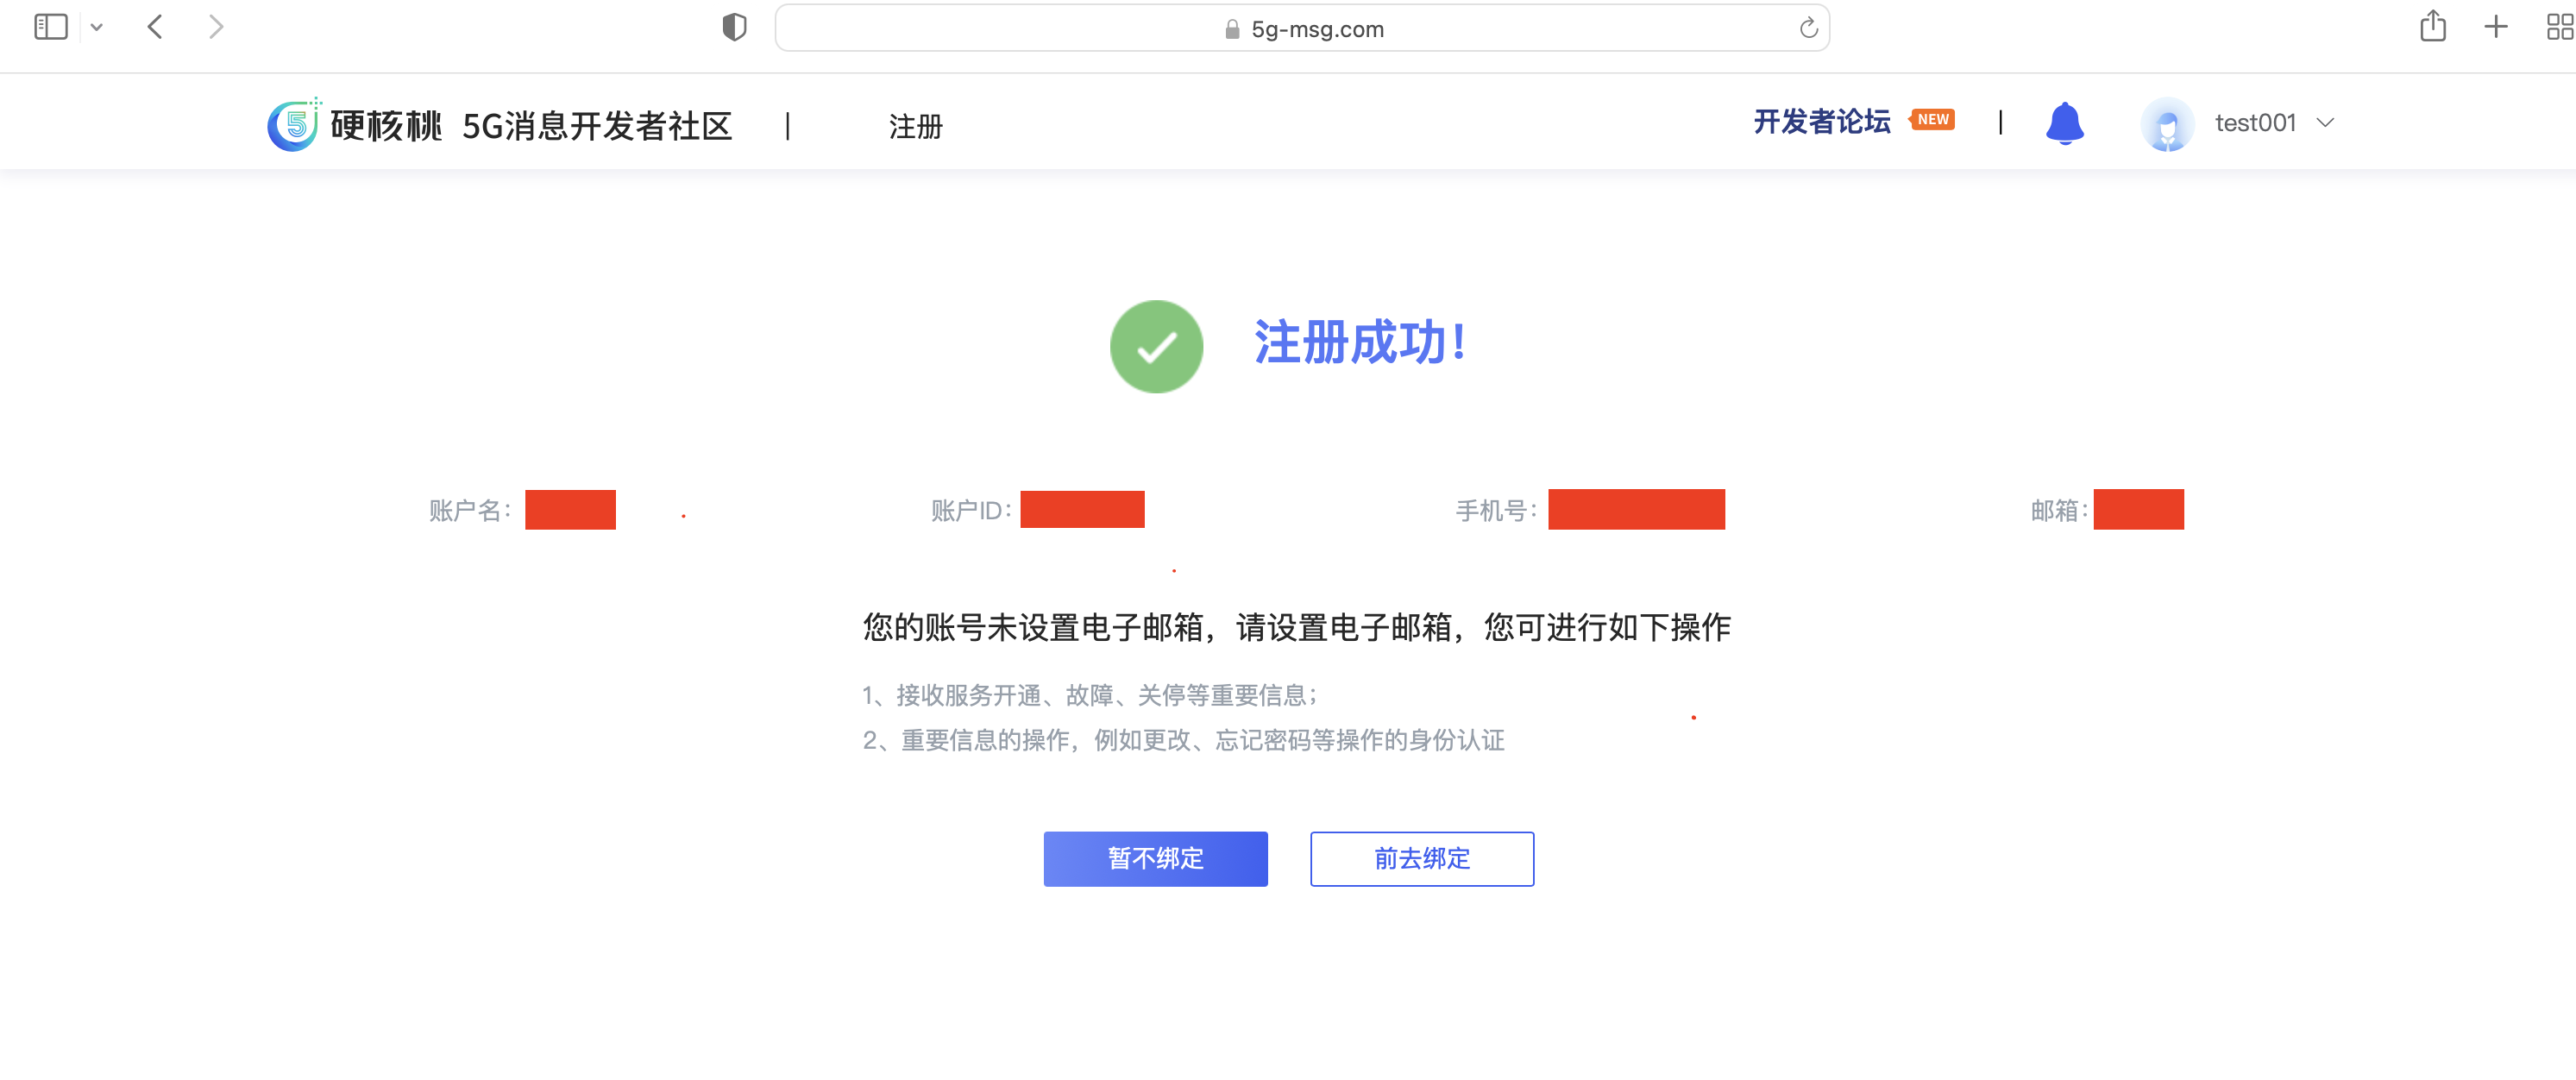 5g-msg.com
硬核桃 5G消息开发者社区 | 注册
开发者论坛 NEW | test001
注册成功!
账户名: 账户ID: 手机号: 邮箱:
您的账号未设置电子邮箱，请设置电子邮箱，您可进行如下操作
1、接收服务开通、故障、关停等重要信息；
2、重要信息的操作，例如更改、忘记密码等操作的身份认证
暂不绑定 前去绑定